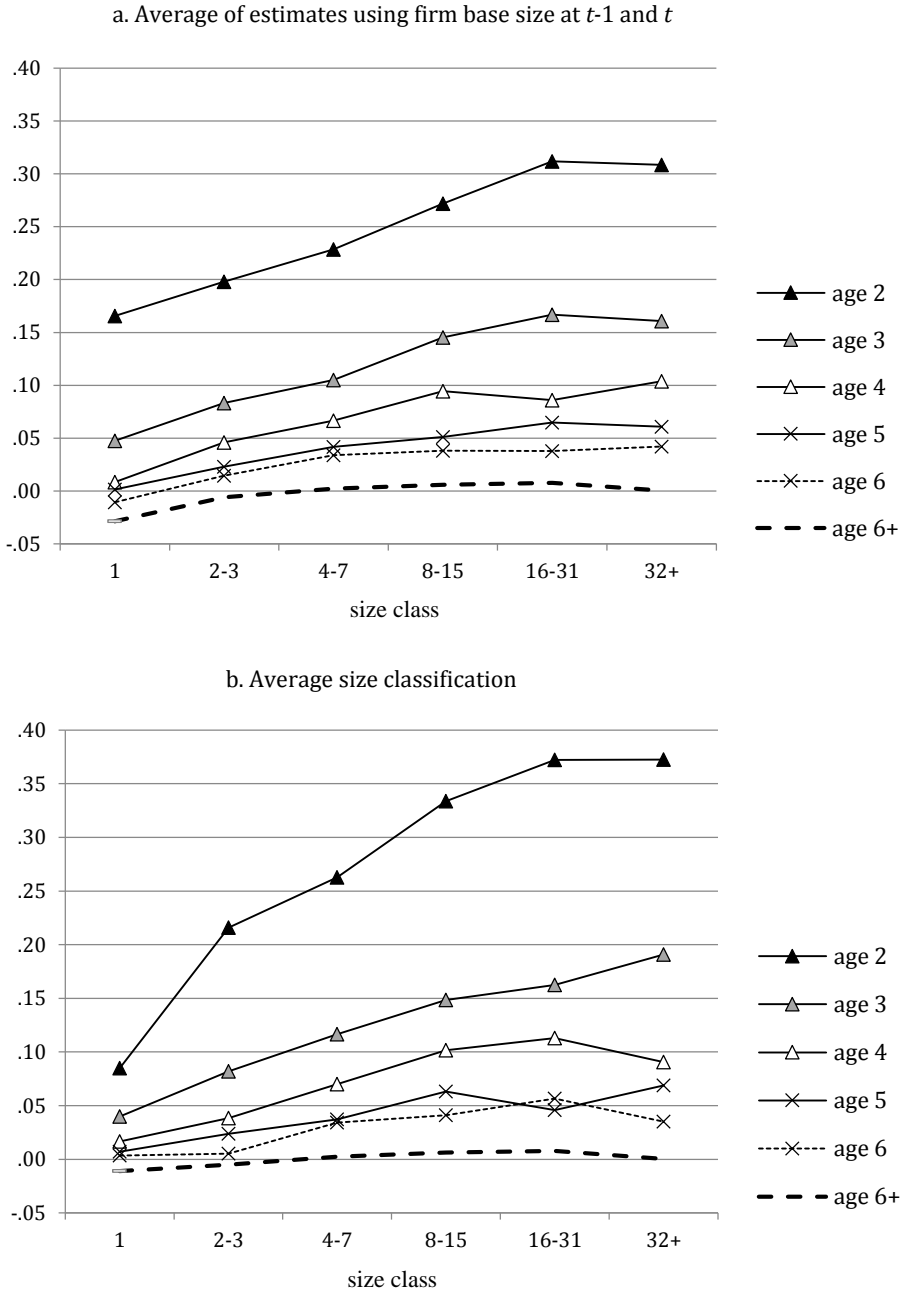 a. Average of estimates using firm base size at t-1 and t
.40
.35
.30
.25
.20
.15
.10
.05
.00
-.05
1 2-3 4-7 8-15 16-31 32+
size class
age 2
age 3
age 4
age 5
age 6
age 6+
b. Average size classification
.40
.35
.30
.25
.20
.15
.10
.05
.00
-.05
1 2-3 4-7 8-15 16-31 32+
size class
age 2
age 3
age 4
age 5
age 6
age 6+